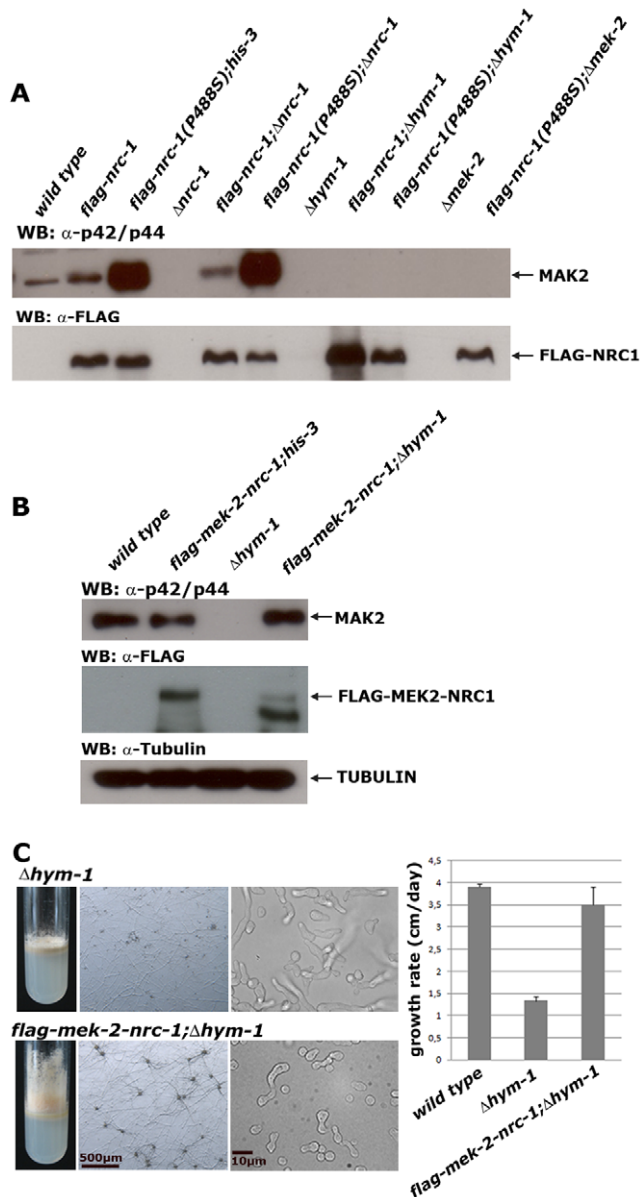 A
wild type
flag-nrc-1
flag-nrc-1(P488S);his-3
Δnrc-1
flag-nrc-1;Δnrc-1
flag-nrc-1(P488S);Δnrc-1
Δhym-1
flag-nrc-1;Δhym-1
flag-nrc-1(P488S);Δhym-1
Δmek-2
flag-nrc-1(P488S);Δmek-2
WB: α-p42/p44
MAK2
WB: α-FLAG
FLAG-NRC1
B
wild type
flag-mek-2-nrc-1;his-3
Δhym-1
flag-mek-2-nrc-1;Δhym-1
WB: α-p42/p44
MAK2
WB: α-FLAG
FLAG-MEK2-NRC1
WB: α-Tubulin
TUBULIN
C
Δhym-1
flag-mek-2-nrc-1;Δhym-1
500μm
10μm
growth rate (cm/day)
4,5
4
3,5
3
2,5
2
1,5
1
0,5
0
wild type
Δhym-1
flag-mek-2-nrc-1;Δhym-1